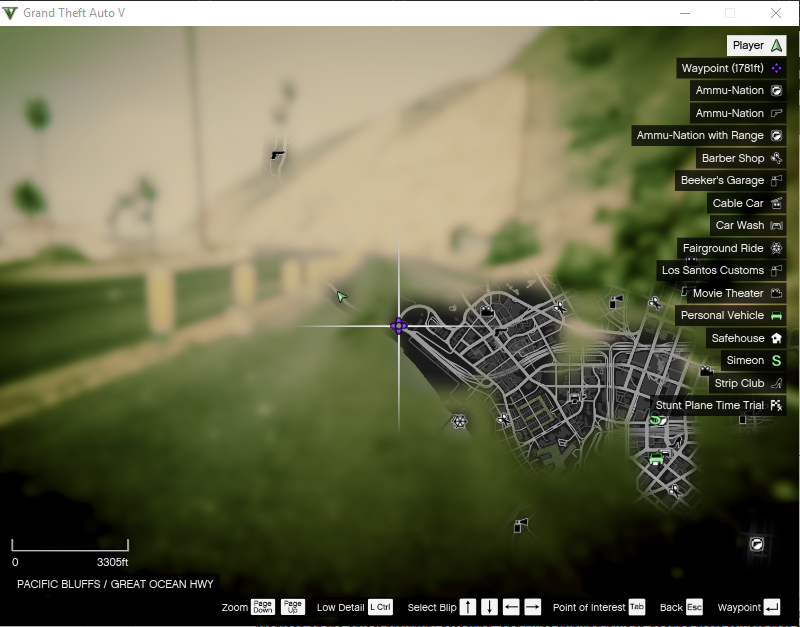 Grand Theft Auto V
Player
Waypoint (1781ft)
Ammu-Nation
Ammu-Nation
Ammu-Nation with Range
Barber Shop
Beeker's Garage
Cable Car
Car Wash
Fairground Ride
Los Santos Customs
Movie Theater
Personal Vehicle
Safehouse
Simeon S
Strip Club
Stunt Plane Time Trial
0 3305ft
PACIFIC BLUFFS / GREAT OCEAN HWY
Zoom Page Down Page Up Low Detail L Ctrl Select Blip ↑ ↓ ← → Point of Interest Tab Back Esc Waypoint